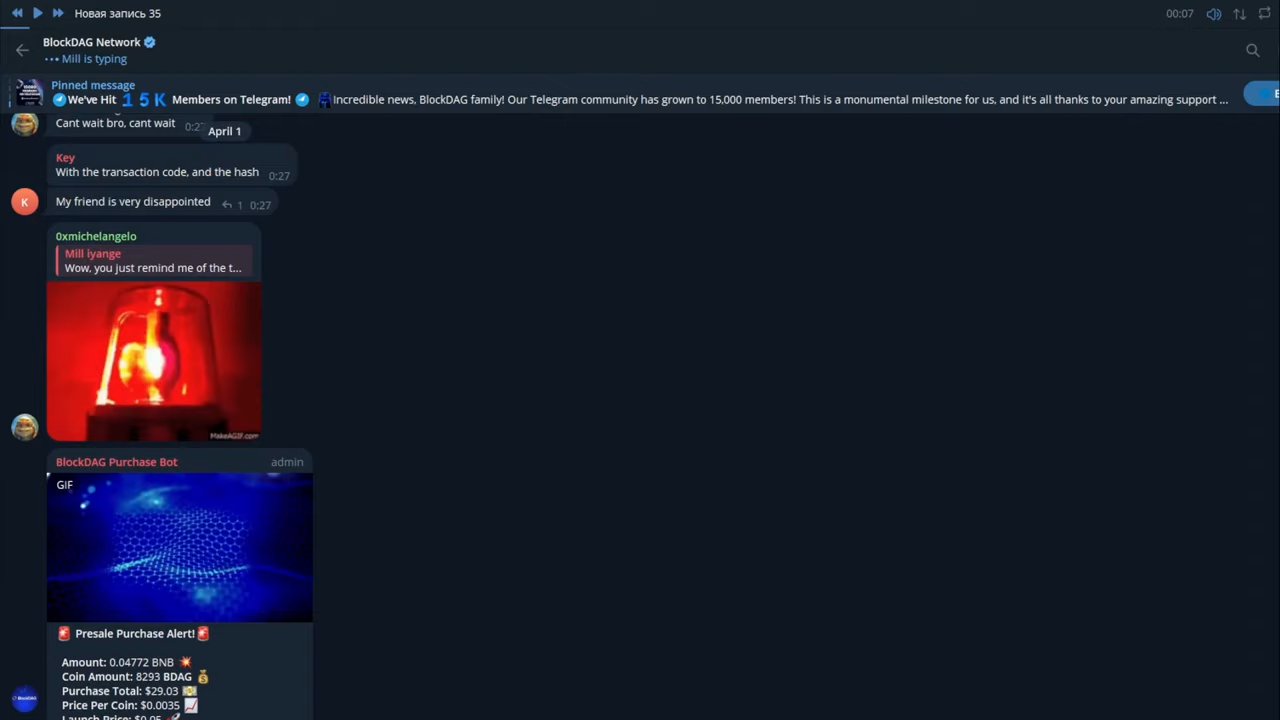 Новая запись 35
00:07
BlockDAG Network
Mill is typing
Pinned message
We've Hit 15K Members on Telegram! Incredible news, BlockDAG family! Our Telegram community has grown to 15,000 members! This is a monumental milestone for us, and it's all thanks to your amazing support ...
Cant wait bro, cant wait 0:27
April 1
Key
With the transaction code, and the hash 0:27
K
My friend is very disappointed 1 0:27
0xmichelangelo
Mill iyange
Wow, you just remind me of the t...
MakeAGIF.com
BlockDAG Purchase Bot admin
GIF
Presale Purchase Alert!
Amount: 0.04772 BNB
Coin Amount: 8293 BDAG
Purchase Total: $29.03
Price Per Coin: $0.0035
Launch Price: $0.05
BlockDAG